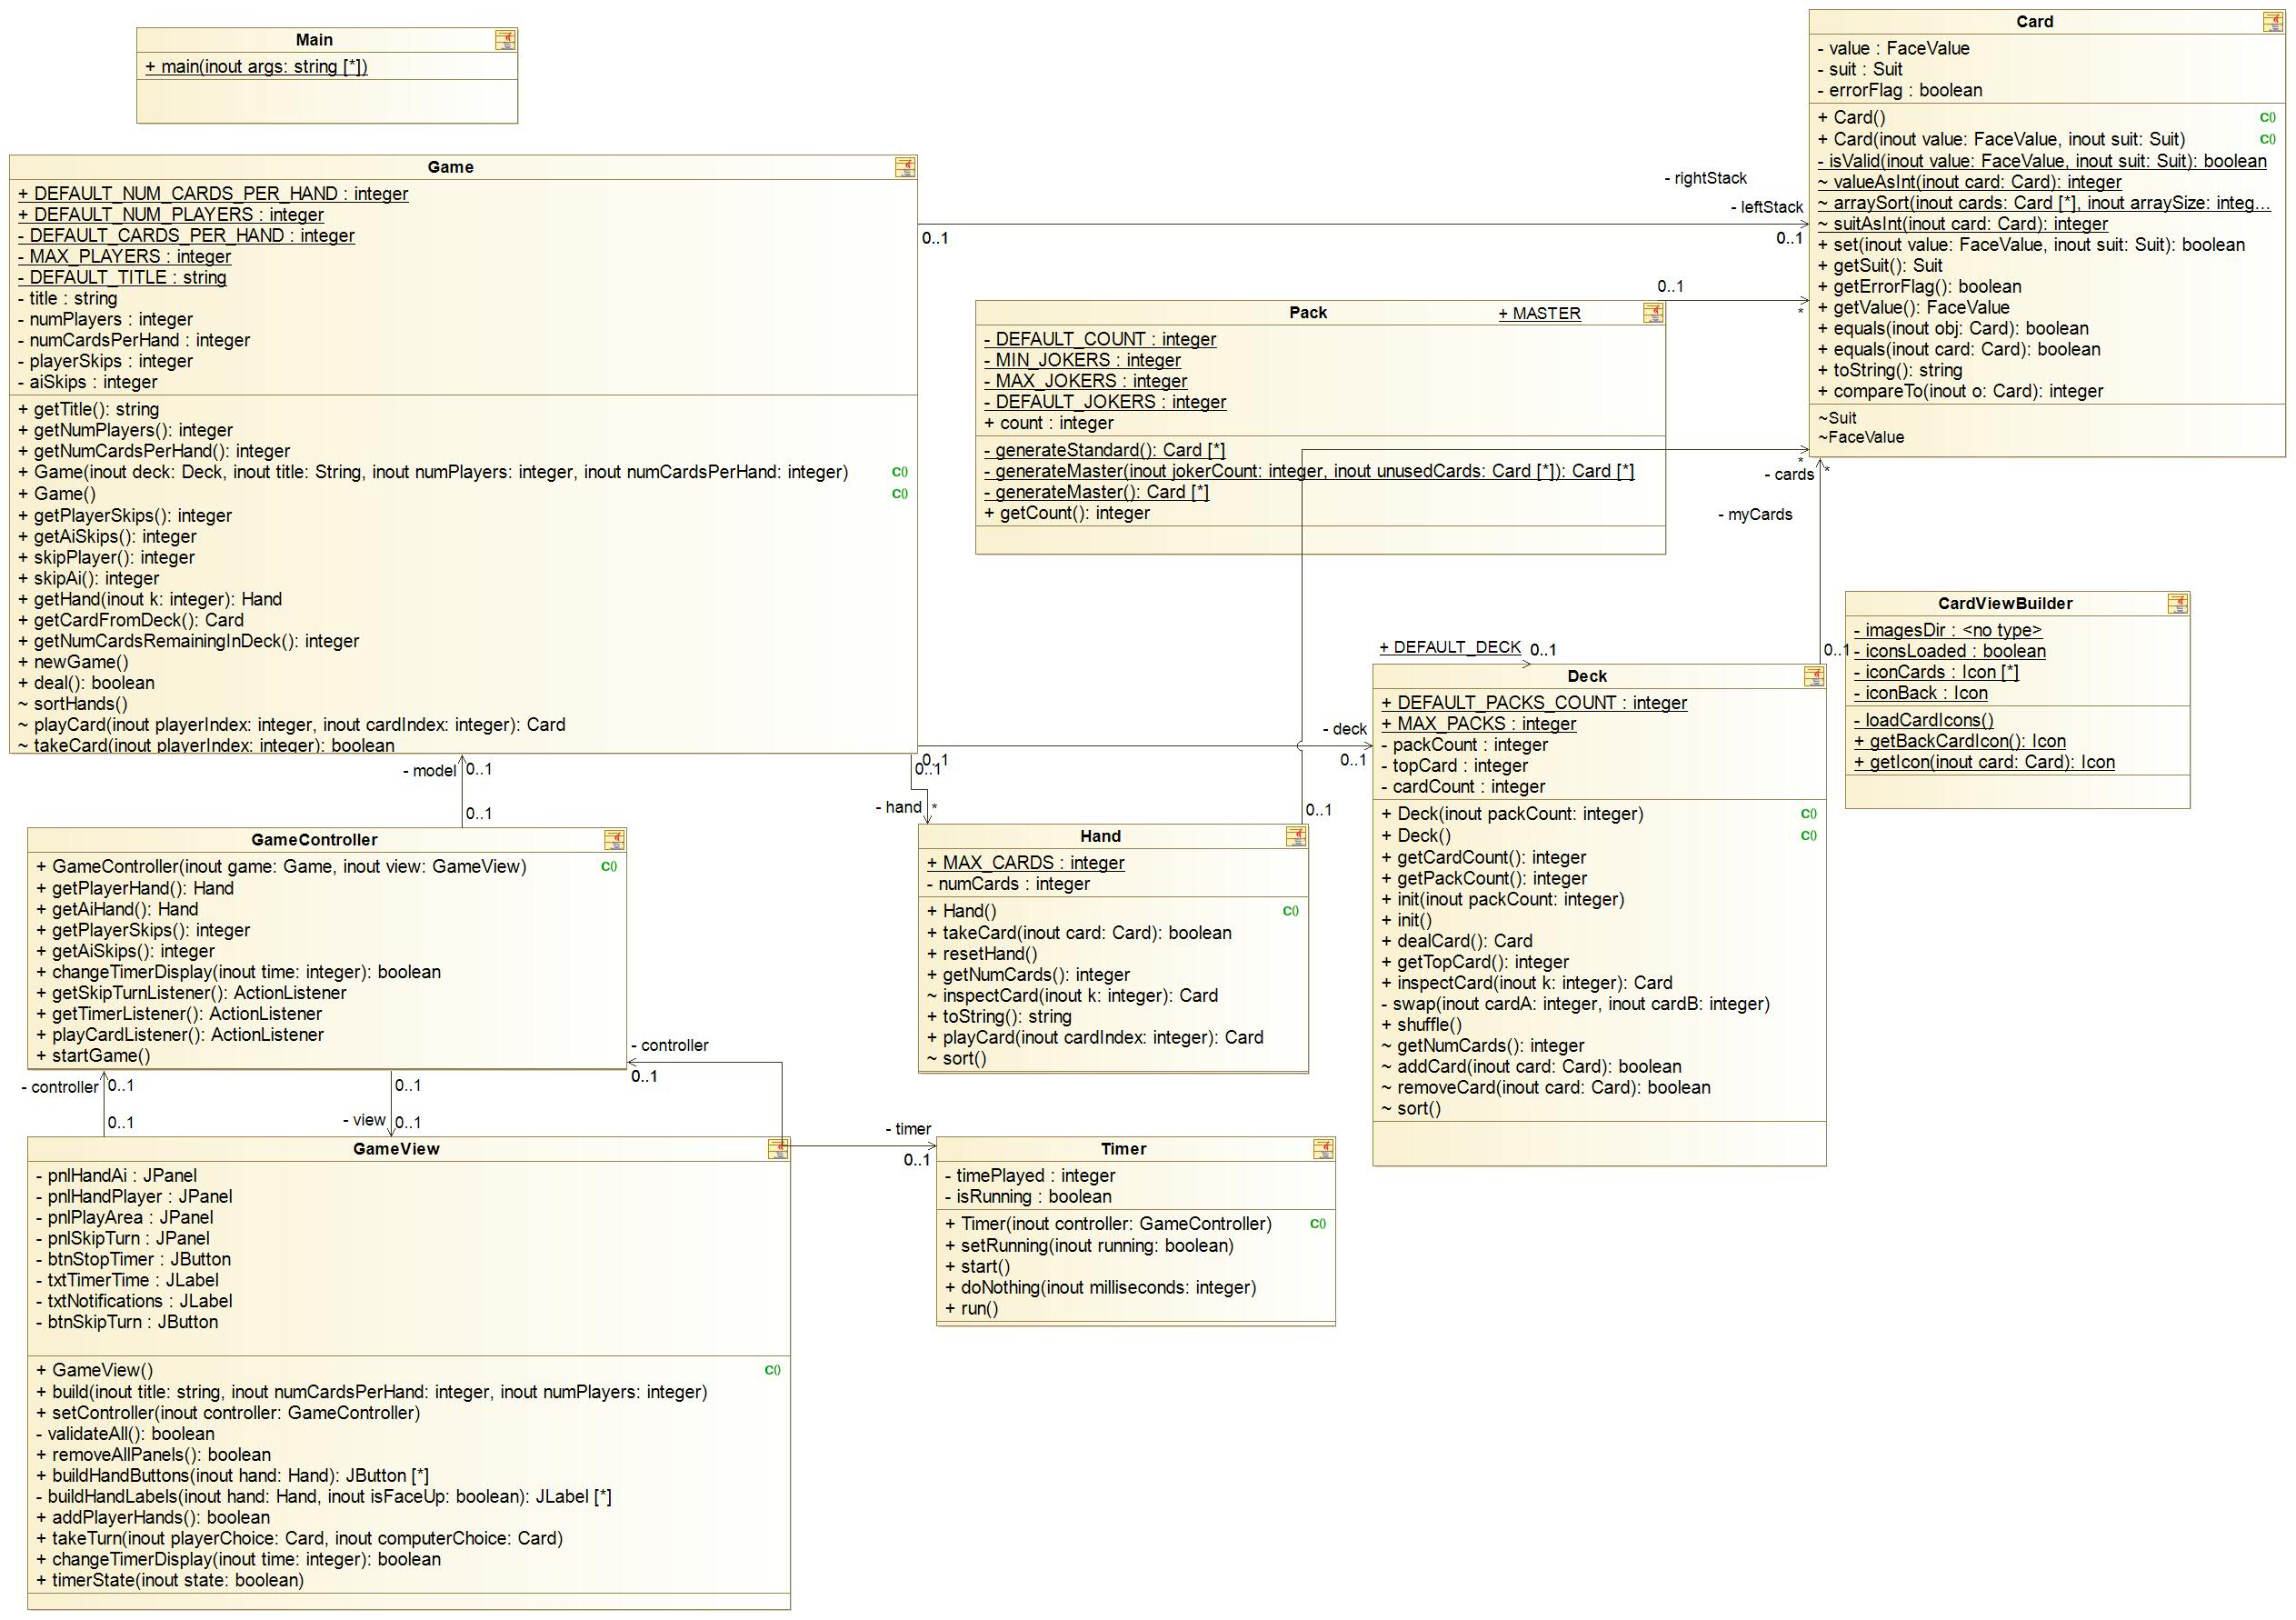 Main
+ main(inout args: string [*])
Game
+ DEFAULT_NUM_CARDS_PER_HAND : integer
+ DEFAULT_NUM_PLAYERS : integer
- DEFAULT_CARDS_PER_HAND : integer
- MAX_PLAYERS : integer
- DEFAULT_TITLE : string
- title : string
- numPlayers : integer
- numCardsPerHand : integer
- playerSkips : integer
- aiSkips : integer
+ getTitle(): string
+ getNumPlayers(): integer
+ getNumCardsPerHand(): integer
+ Game(inout deck: Deck, inout title: String, inout numPlayers: integer, inout numCardsPerHand: integer) C()
+ Game() C()
+ getPlayerSkips(): integer
+ getAiSkips(): integer
+ skipPlayer(): integer
+ skipAi(): integer
+ getHand(inout k: integer): Hand
+ getCardFromDeck(): Card
+ getNumCardsRemainingInDeck(): integer
+ newGame()
+ deal(): boolean
~ sortHands()
~ playCard(inout playerIndex: integer, inout cardIndex: integer): Card
~ takeCard(inout playerIndex: integer): boolean
- rightStack
- leftStack
0..1
0..1
Card
- value : FaceValue
- suit : Suit
- errorFlag : boolean
+ Card() C()
+ Card(inout value: FaceValue, inout suit: Suit) C()
- isValid(inout value: FaceValue, inout suit: Suit): boolean
~ valueAsInt(inout card: Card): integer
~ arraySort(inout cards: Card [*], inout arraySize: integ...
~ suitAsInt(inout card: Card): integer
+ set(inout value: FaceValue, inout suit: Suit): boolean
+ getSuit(): Suit
+ getErrorFlag(): boolean
+ getValue(): FaceValue
+ equals(inout obj: Card): boolean
+ equals(inout card: Card): boolean
+ toString(): string
+ compareTo(inout o: Card): integer
~Suit
~FaceValue
0..1
*
Pack
+ MASTER
- DEFAULT_COUNT : integer
- MIN_JOKERS : integer
- MAX_JOKERS : integer
- DEFAULT_JOKERS : integer
+ count : integer
- generateStandard(): Card [*]
- generateMaster(inout jokerCount: integer, inout unusedCards: Card [*]): Card [*]
- generateMaster(): Card [*]
+ getCount(): integer
*
- cards
*
- myCards
0..1
CardViewBuilder
- imagesDir : <no type>
- iconsLoaded : boolean
- iconCards : Icon [*]
- iconBack : Icon
- loadCardIcons()
+ getBackCardIcon(): Icon
+ getIcon(inout card: Card): Icon
+ DEFAULT_DECK
0..1
Deck
+ DEFAULT_PACKS_COUNT : integer
+ MAX_PACKS : integer
- packCount : integer
- topCard : integer
- cardCount : integer
+ Deck(inout packCount: integer) C()
+ Deck() C()
+ getCardCount(): integer
+ getPackCount(): integer
+ init(inout packCount: integer)
+ init()
+ dealCard(): Card
+ getTopCard(): integer
+ inspectCard(inout k: integer): Card
- swap(inout cardA: integer, inout cardB: integer)
+ shuffle()
~ getNumCards(): integer
~ addCard(inout card: Card): boolean
~ removeCard(inout card: Card): boolean
~ sort()
- deck
0..1
0..1
0..1
- hand
*
0..1
Hand
+ MAX_CARDS : integer
- numCards : integer
+ Hand() C()
+ takeCard(inout card: Card): boolean
+ resetHand()
+ getNumCards(): integer
~ inspectCard(inout k: integer): Card
+ toString(): string
+ playCard(inout cardIndex: integer): Card
~ sort()
- model
0..1
0..1
GameController
+ GameController(inout game: Game, inout view: GameView) C()
+ getPlayerHand(): Hand
+ getAiHand(): Hand
+ getPlayerSkips(): integer
+ getAiSkips(): integer
+ changeTimerDisplay(inout time: integer): boolean
+ getSkipTurnListener(): ActionListener
+ getTimerListener(): ActionListener
+ playCardListener(): ActionListener
+ startGame()
- controller
0..1
- controller
0..1
0..1
0..1
- view
0..1
- timer
0..1
GameView
- pnlHandAi : JPanel
- pnlHandPlayer : JPanel
- pnlPlayArea : JPanel
- pnlSkipTurn : JPanel
- btnStopTimer : JButton
- txtTimerTime : JLabel
- txtNotifications : JLabel
- btnSkipTurn : JButton
+ GameView() C()
+ build(inout title: string, inout numCardsPerHand: integer, inout numPlayers: integer)
+ setController(inout controller: GameController)
- validateAll(): boolean
+ removeAllPanels(): boolean
+ buildHandButtons(inout hand: Hand): JButton [*]
- buildHandLabels(inout hand: Hand, inout isFaceUp: boolean): JLabel [*]
+ addPlayerHands(): boolean
+ takeTurn(inout playerChoice: Card, inout computerChoice: Card)
+ changeTimerDisplay(inout time: integer): boolean
+ timerState(inout state: boolean)
Timer
- timePlayed : integer
- isRunning : boolean
+ Timer(inout controller: GameController) C()
+ setRunning(inout running: boolean)
+ start()
+ doNothing(inout milliseconds: integer)
+ run()